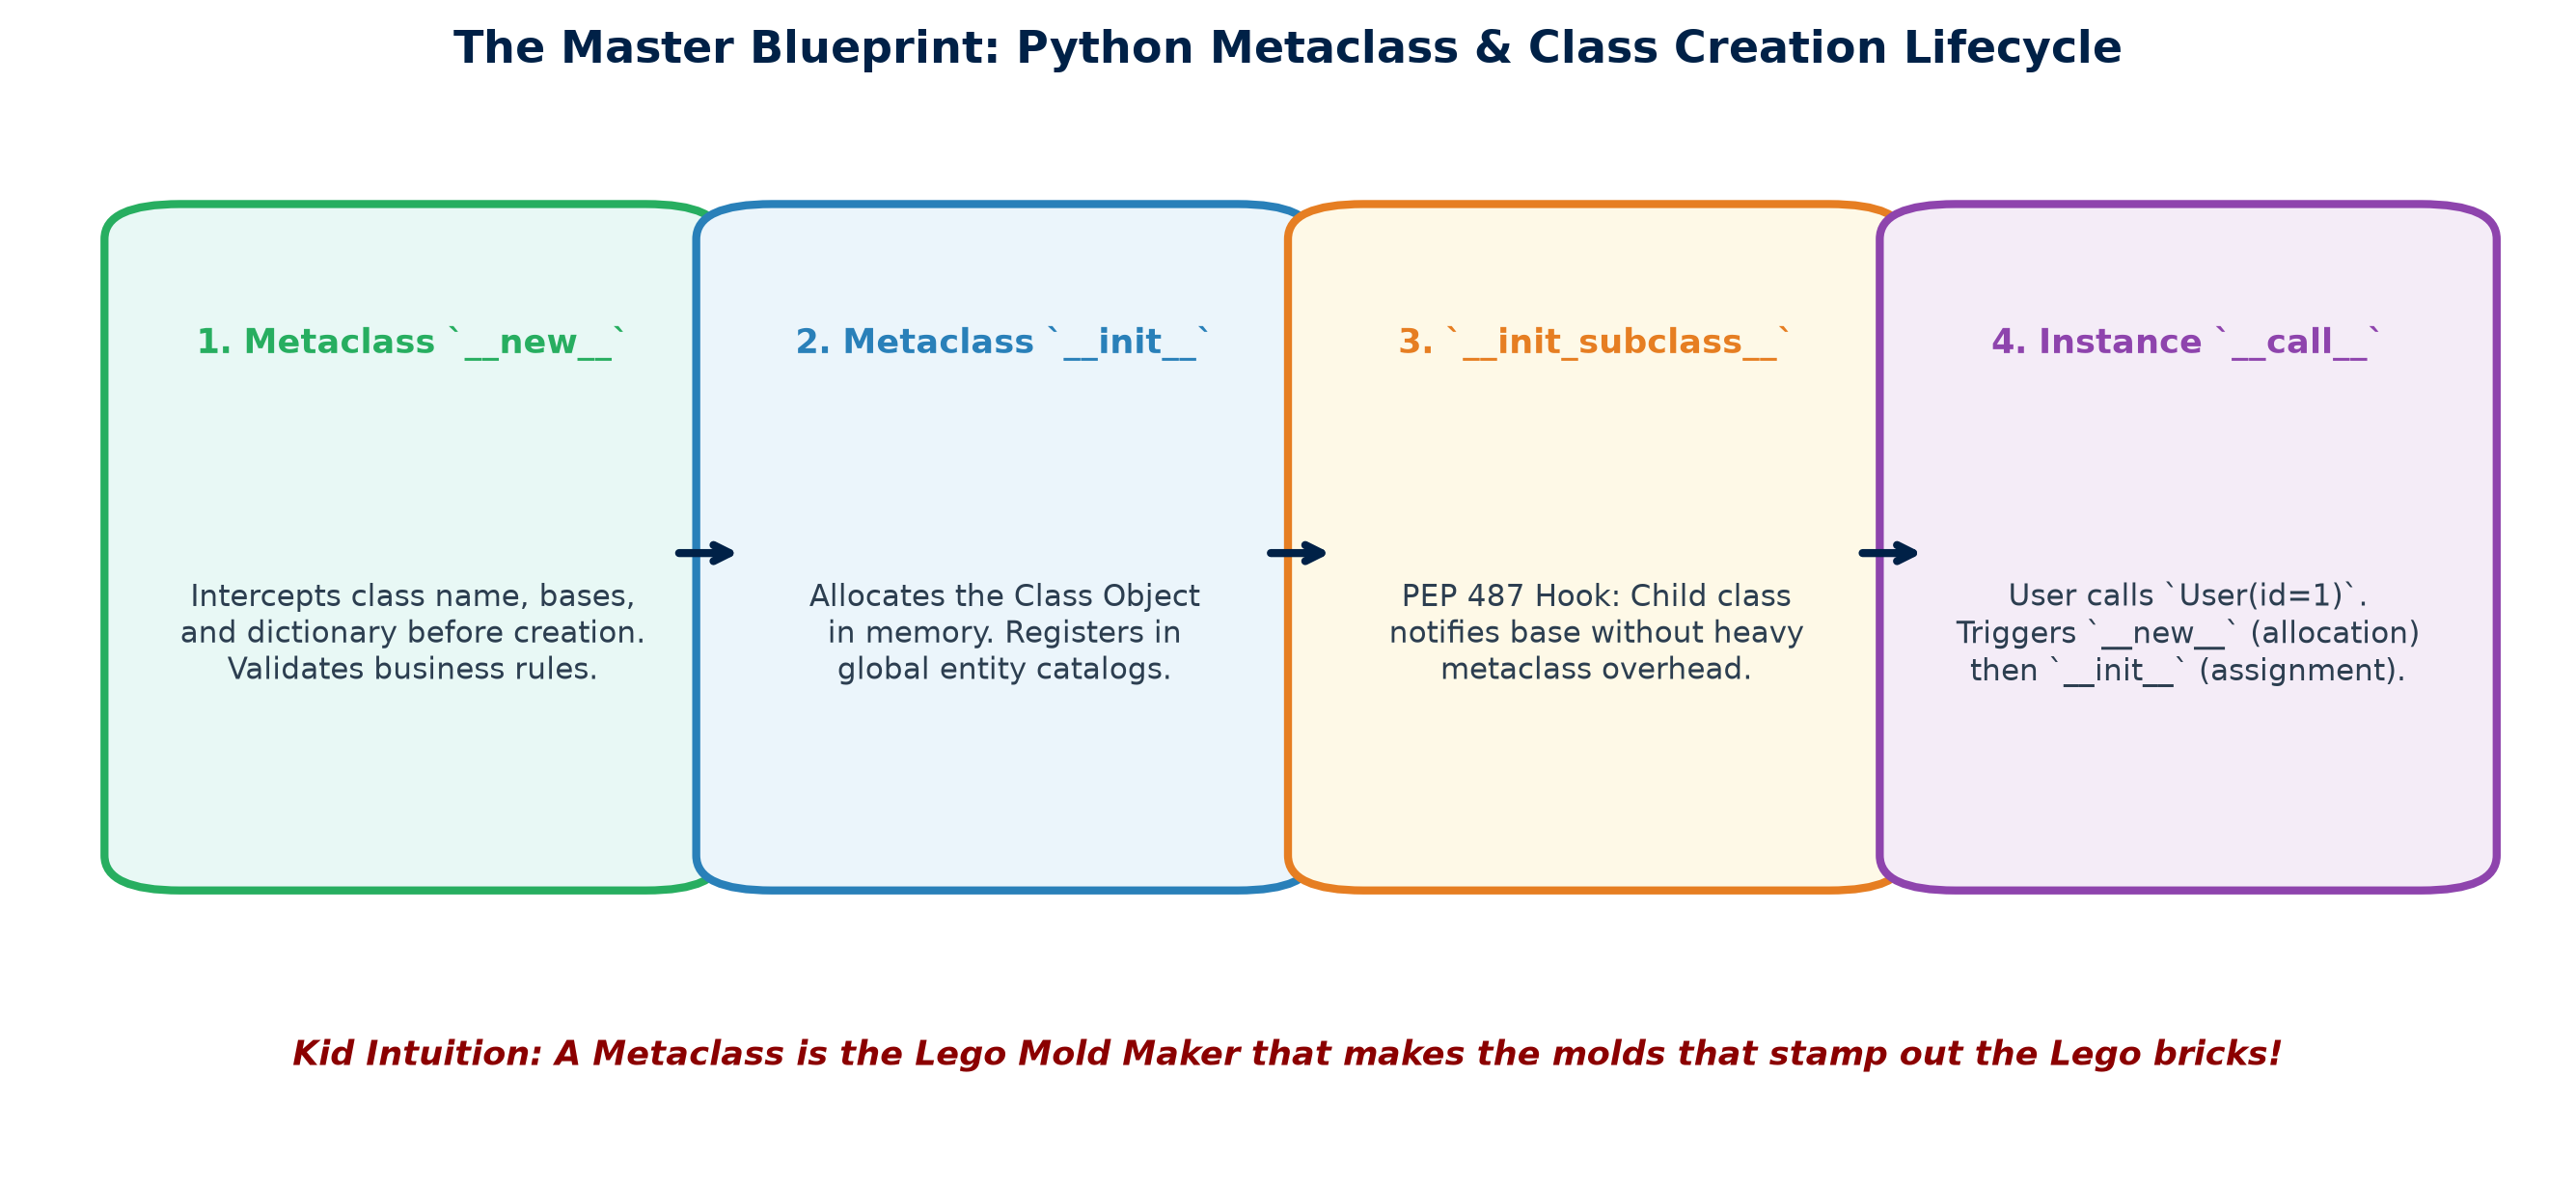 The Master Blueprint: Python Metaclass & Class Creation Lifecycle
1. Metaclass `__new__`
Intercepts class name, bases,
and dictionary before creation.
Validates business rules.
2. Metaclass `__init__`
Allocates the Class Object
in memory. Registers in
global entity catalogs.
3. `__init_subclass__`
PEP 487 Hook: Child class
notifies base without heavy
metaclass overhead.
4. Instance `__call__`
User calls `User(id=1)`.
Triggers `__new__` (allocation)
then `__init__` (assignment).
Kid Intuition: A Metaclass is the Lego Mold Maker that makes the molds that stamp out the Lego bricks!